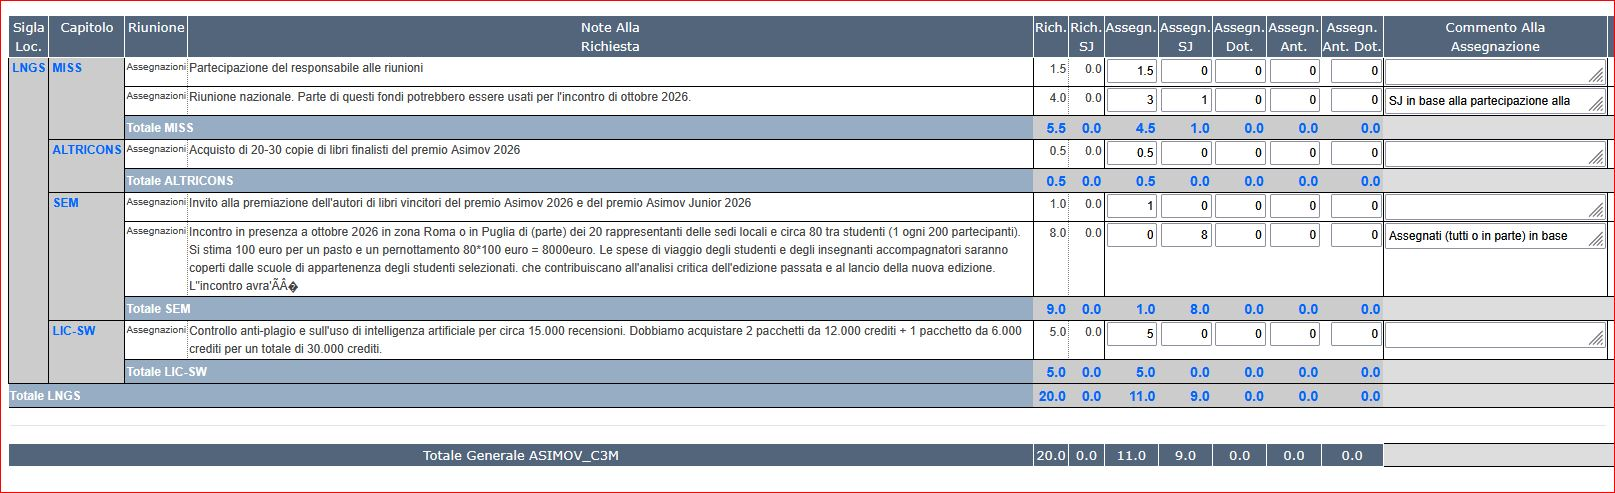 Sigla Loc. Capitolo Riunione Note Alla Richiesta Rich. Rich. SJ Assegn. Assegn. SJ Assegn. Dot. Assegn. Ant. Assegn. Ant. Dot. Commento Alla Assegnazione
LNGS MISS Assegnazioni Partecipazione del responsabile alle riunioni 1.5 0.0 1.5 0 0 0 0
Assegnazioni Riunione nazionale. Parte di questi fondi potrebbero essere usati per l'incontro di ottobre 2026. 4.0 0.0 3 1 0 0 0 SJ in base alla partecipazione alla
Totale MISS 5.5 0.0 4.5 1.0 0.0 0.0 0.0
ALTRICONS Assegnazioni Acquisto di 20-30 copie di libri finalisti del premio Asimov 2026 0.5 0.0 0.5 0 0 0 0
Totale ALTRICONS 0.5 0.0 0.5 0.0 0.0 0.0 0.0
SEM Assegnazioni Invito alla premiazione dell'autori di libri vincitori del premio Asimov 2026 e del premio Asimov Junior 2026 1.0 0.0 1 0 0 0 0
Assegnazioni Incontro in presenza a ottobre 2026 in zona Roma o in Puglia di (parte) dei 20 rappresentanti delle sedi locali e circa 80 tra studenti (1 ogni 200 partecipanti). 8.0 0.0 0 8 0 0 0 Assegnati (tutti o in parte) in base
Si stima 100 euro per un pasto e un pernottamento 80*100 euro = 8000euro. Le spese di viaggio degli studenti e degli insegnanti accompagnatori saranno
coperti dalle scuole di appartenenza degli studenti selezionati. che contribuiscano all'analisi critica dell'edizione passata e al lancio della nuova edizione.
L''incontro avra'ÃÂ�
Totale SEM 9.0 0.0 1.0 8.0 0.0 0.0 0.0
LIC-SW Assegnazioni Controllo anti-plagio e sull'uso di intelligenza artificiale per circa 15.000 recensioni. Dobbiamo acquistare 2 pacchetti da 12.000 crediti + 1 pacchetto da 6.000 5.0 0.0 5 0 0 0 0
crediti per un totale di 30.000 crediti.
Totale LIC-SW 5.0 0.0 5.0 0.0 0.0 0.0 0.0
Totale LNGS 20.0 0.0 11.0 9.0 0.0 0.0 0.0
Totale Generale ASIMOV_C3M 20.0 0.0 11.0 9.0 0.0 0.0 0.0